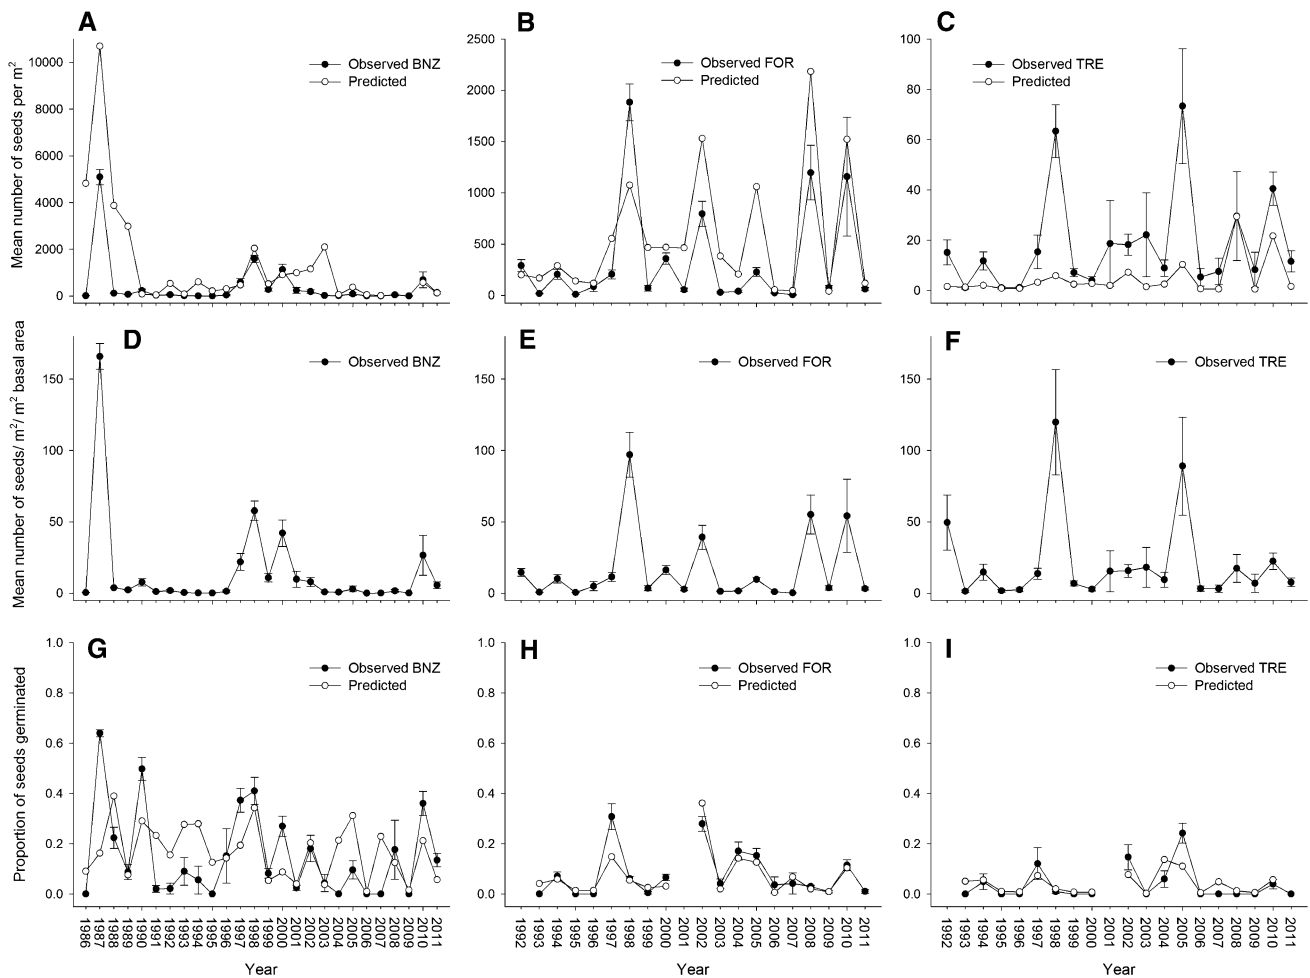 A
B
C
Mean number of seeds per m2
10000
8000
6000
4000
2000
0
Observed BNZ
Predicted
2500
2000
1500
1000
500
0
Observed FOR
Predicted
100
80
60
40
20
0
Observed TRE
Predicted
D
E
F
Mean number of seeds/ m2/ m2 basal area
150
100
50
0
Observed BNZ
150
100
50
0
Observed FOR
150
100
50
0
Observed TRE
G
H
I
Proportion of seeds germinated
1.0
0.8
0.6
0.4
0.2
0.0
Observed BNZ
Predicted
1.0
0.8
0.6
0.4
0.2
0.0
Observed FOR
Predicted
1.0
0.8
0.6
0.4
0.2
0.0
Observed TRE
Predicted
1986 1987 1988 1989 1990 1991 1992 1993 1994 1995 1996 1997 1998 1999 2000 2001 2002 2003 2004 2005 2006 2007 2008 2009 2010 2011
Year
1992 1993 1994 1995 1996 1997 1998 1999 2000 2001 2002 2003 2004 2005 2006 2007 2008 2009 2010 2011
Year
1992 1993 1994 1995 1996 1997 1998 1999 2000 2001 2002 2003 2004 2005 2006 2007 2008 2009 2010 2011
Year